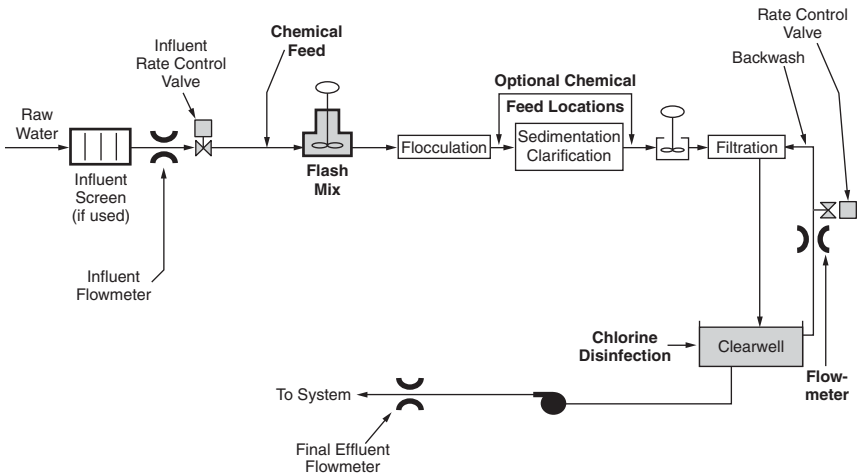 Rate Control
Valve
Chemical
Feed
Influent
Rate Control
Valve
Backwash
Optional Chemical
Feed Locations
Raw
Water
Flocculation
Sedimentation
Clarification
Filtration
Influent
Screen
(if used)
Flash
Mix
Influent
Flowmeter
Chlorine
Disinfection
Clearwell
Flow-
meter
To System
Final Effluent
Flowmeter